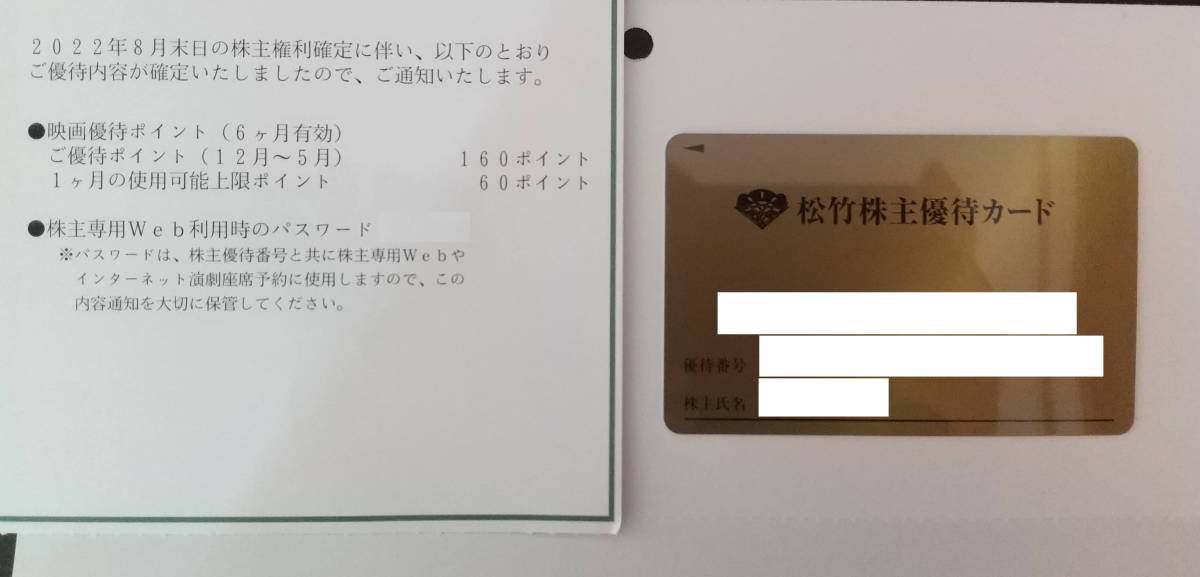 ２０２２年８月末日の株主権利確定に伴い、以下のとおり
ご優待内容が確定いたしましたので、ご通知いたします。
●映画優待ポイント（６ヶ月有効）
ご優待ポイント（１２月～５月） １６０ポイント
１ヶ月の使用可能上限ポイント ６０ポイント
●株主専用Ｗｅｂ利用時のパスワード
※パスワードは、株主優待番号と共に株主専用Ｗｅｂや
インターネット演劇座席予約に使用しますので、この
内容通知を大切に保管してください。
松竹株主優待カード
優待番号
株主氏名